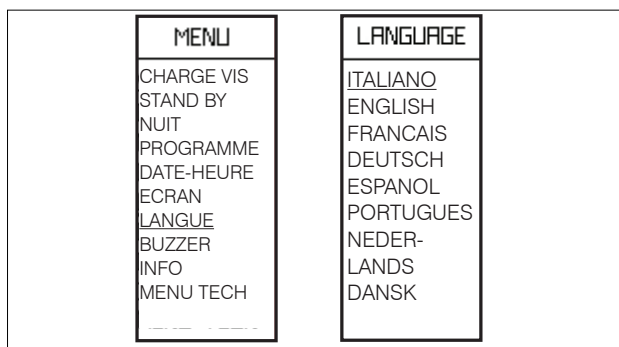 MENU
CHARGE VIS
STAND BY
NUIT
PROGRAMME
DATE-HEURE
ECRAN
LANGUE
BUZZER
INFO
MENU TECH
LANGUAGE
ITALIANO
ENGLISH
FRANCAIS
DEUTSCH
ESPANOL
PORTUGUES
NEDER-
LANDS
DANSK